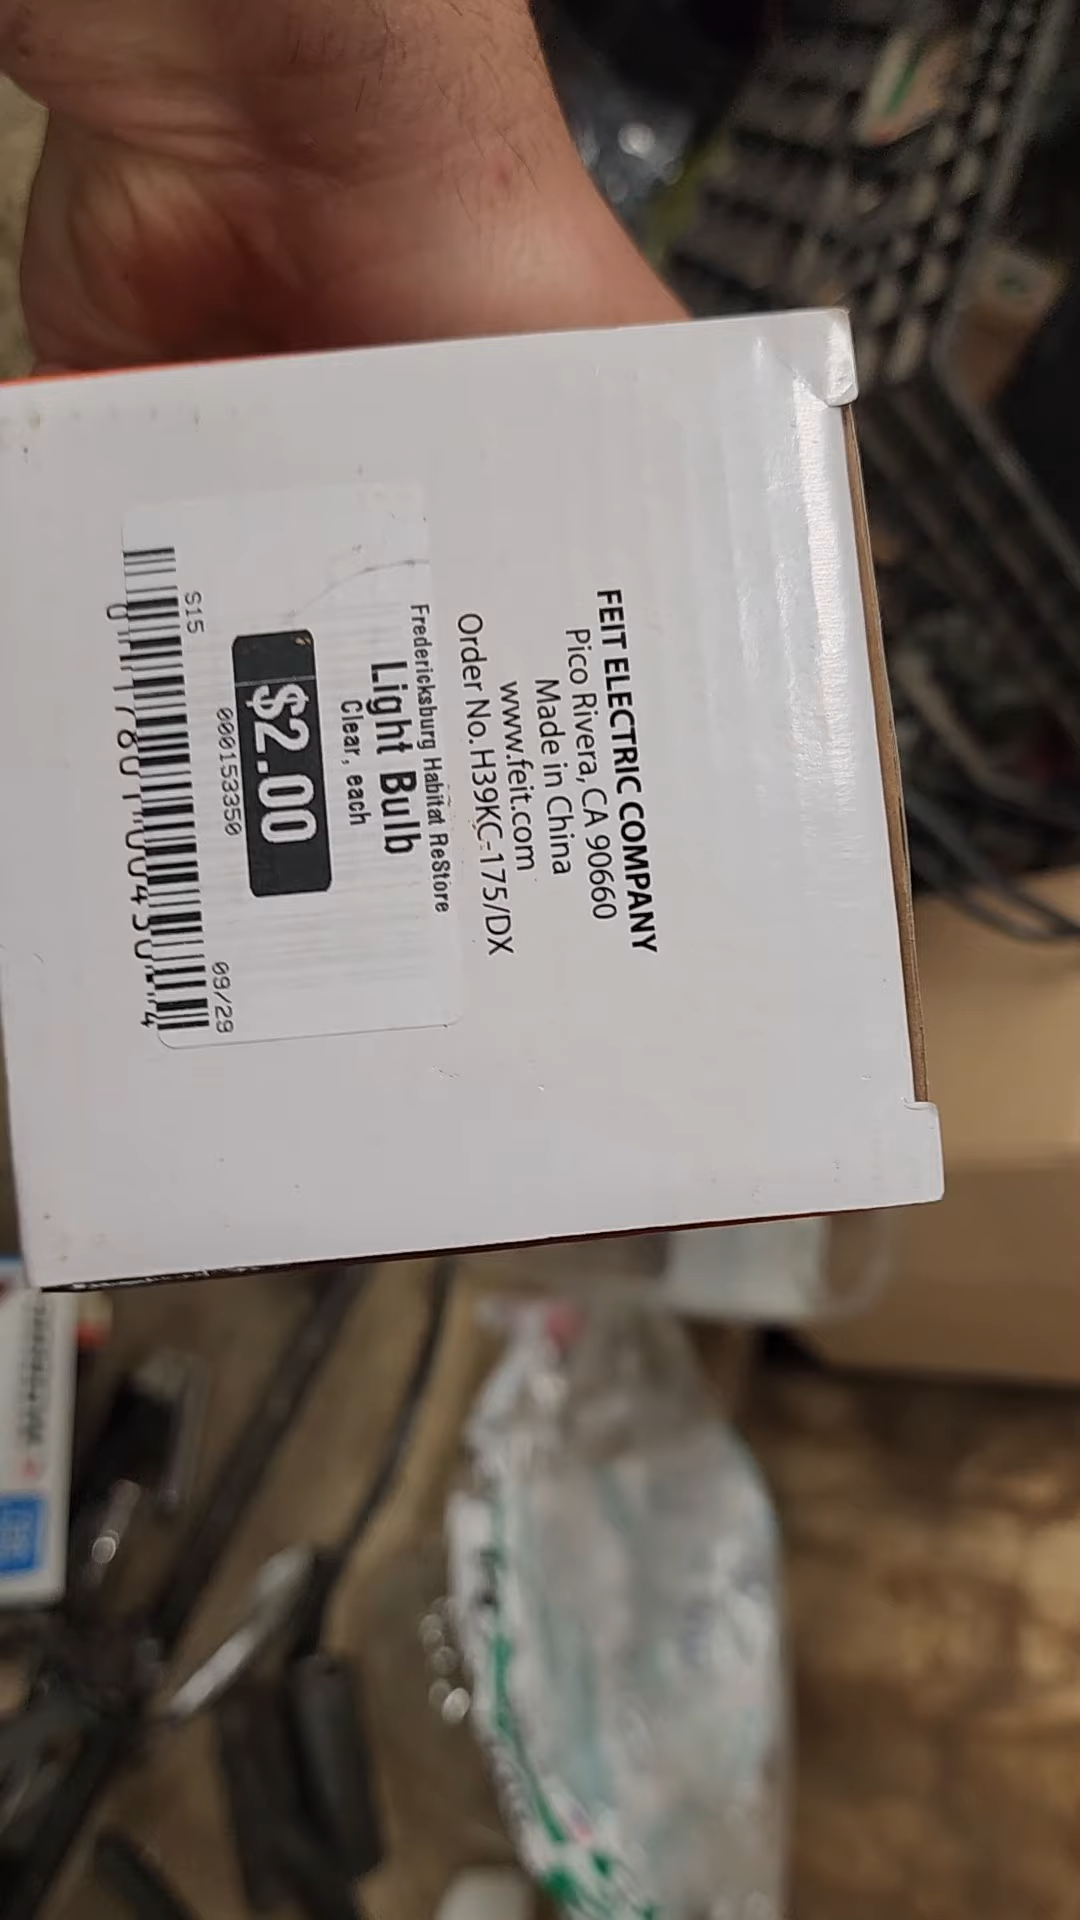 FEIT ELECTRIC COMPANY
Pico Rivera, CA 90660
Made in China
www.feit.com
Order No. H39KC-175/DX
Fredericksburg Habitat ReStore
Light Bulb
Clear, each
$2.00
000153350
S15
09/29